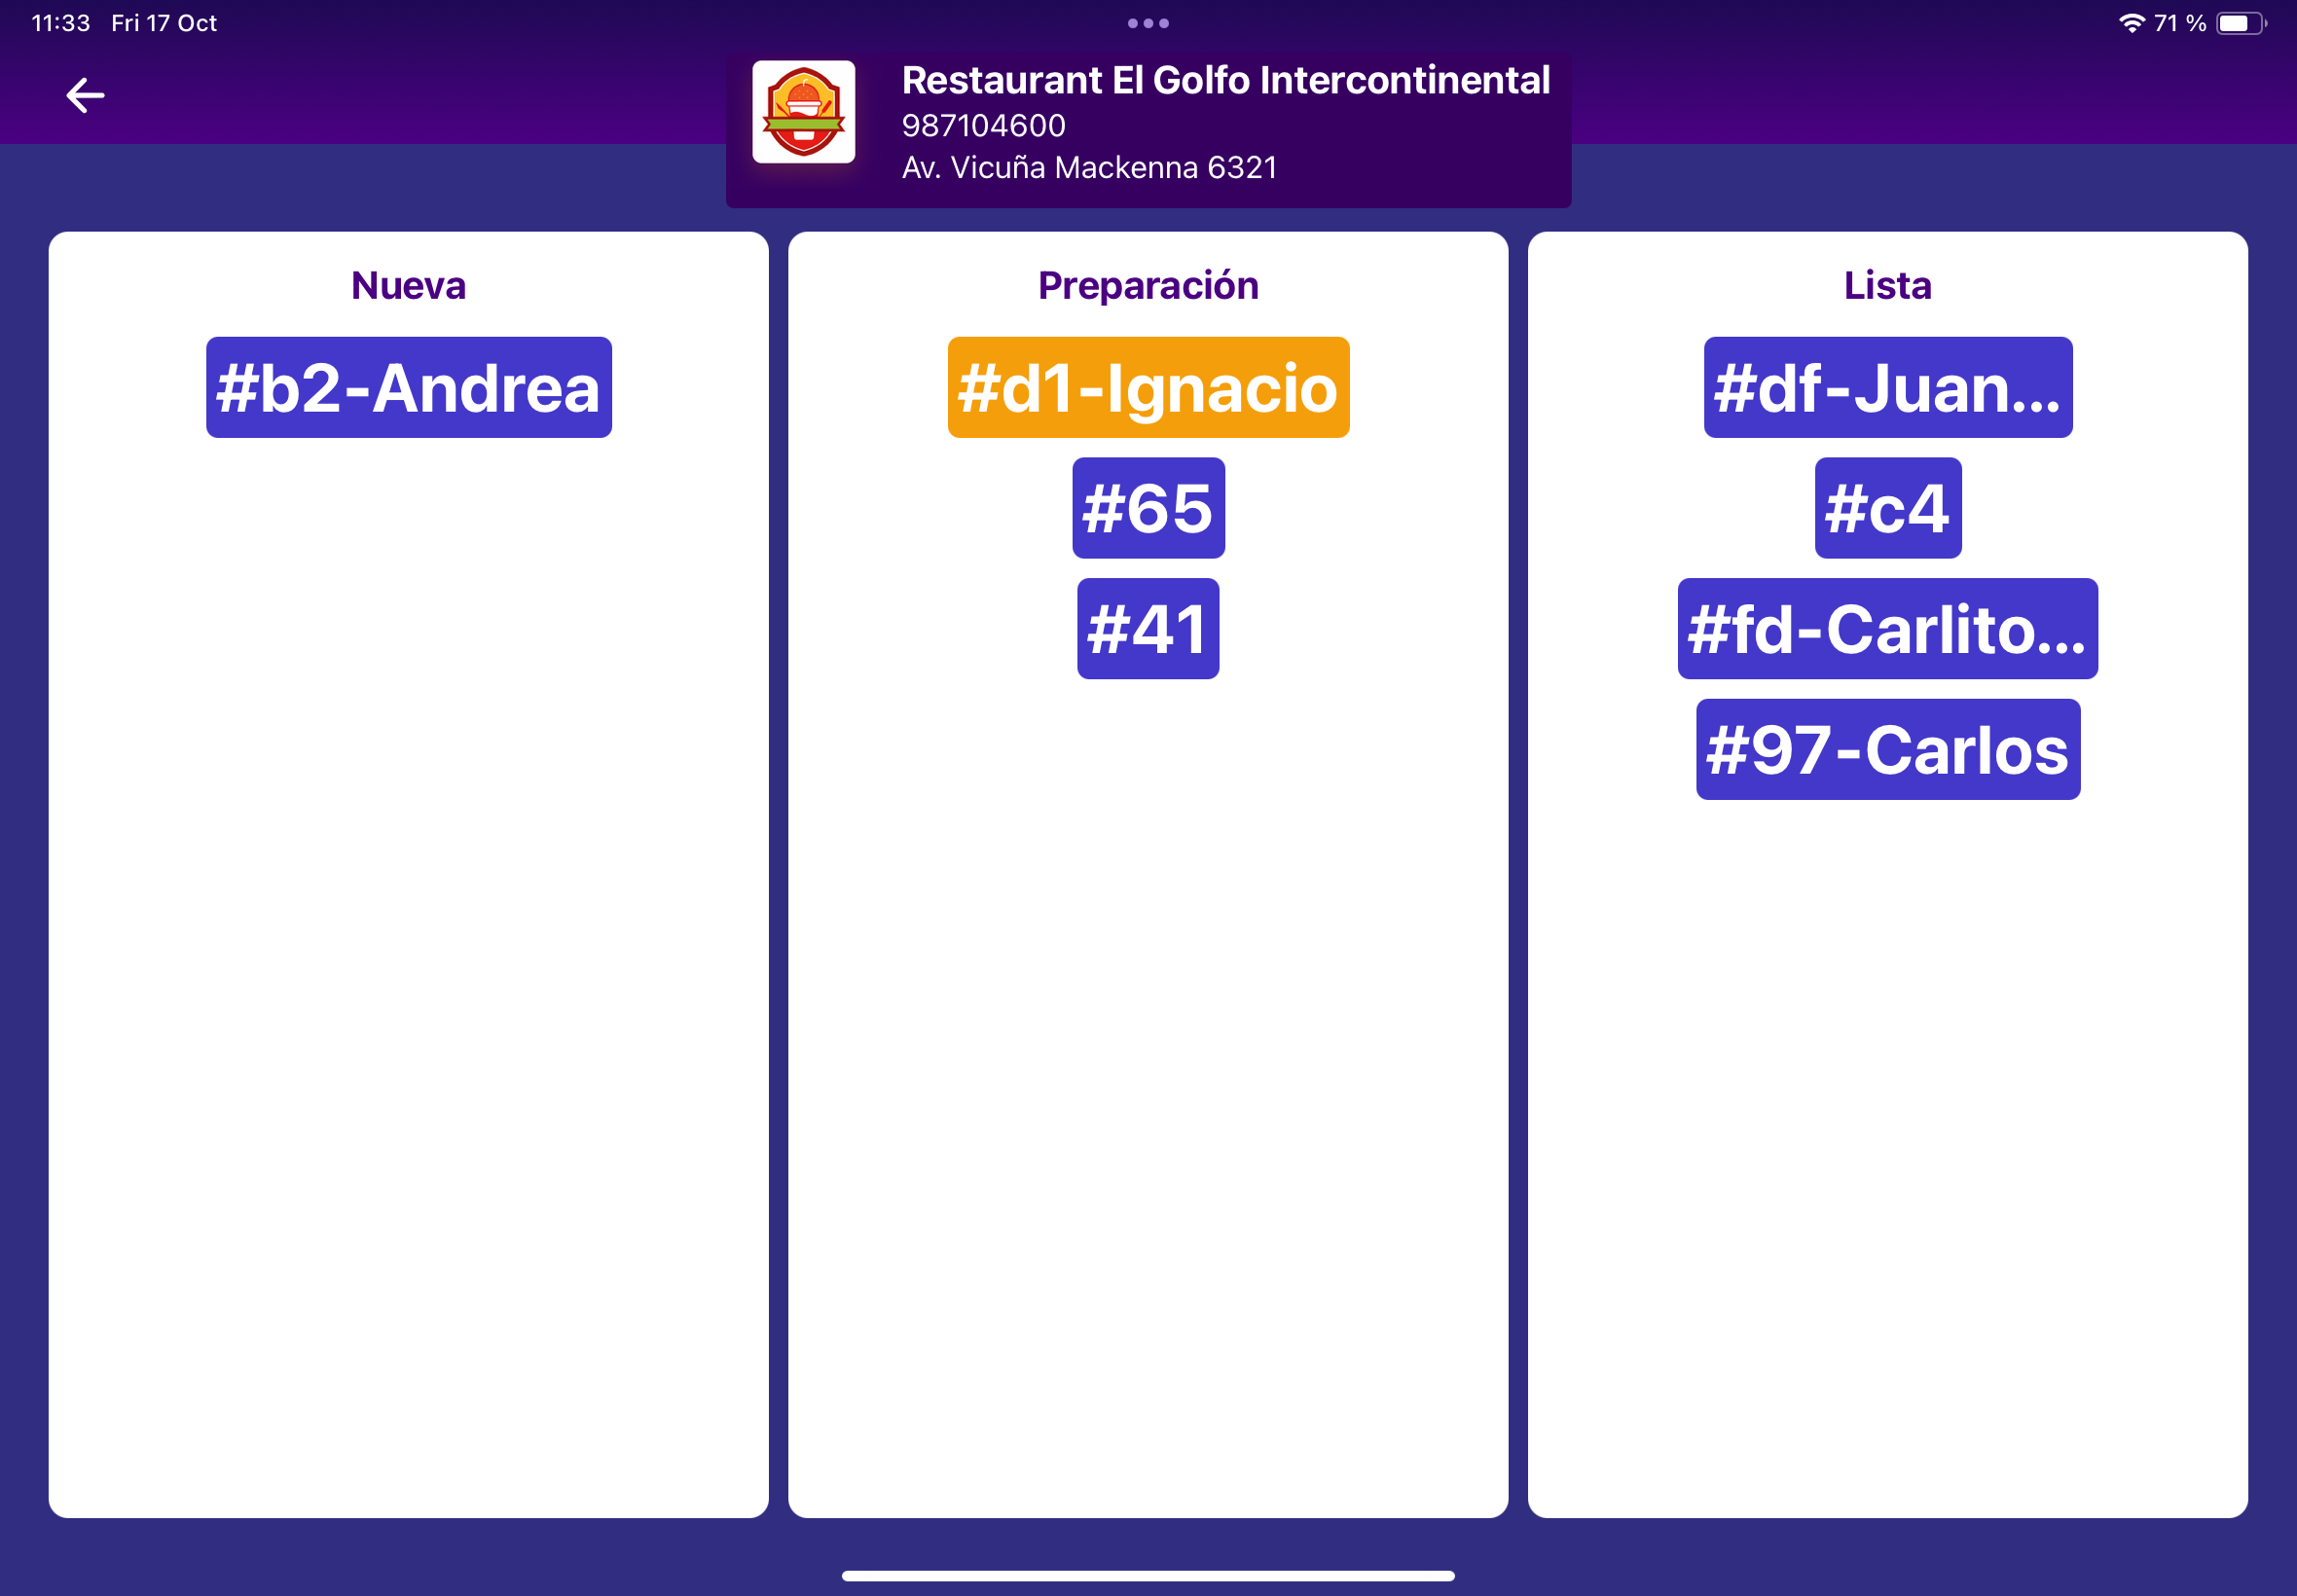 11:33 Fri 17 Oct
71 %
Restaurant El Golfo Intercontinental
987104600
Av. Vicuña Mackenna 6321
Nueva
#b2-Andrea
Preparación
#d1-Ignacio
#65
#41
Lista
#df-Juan...
#c4
#fd-Carlito...
#97-Carlos